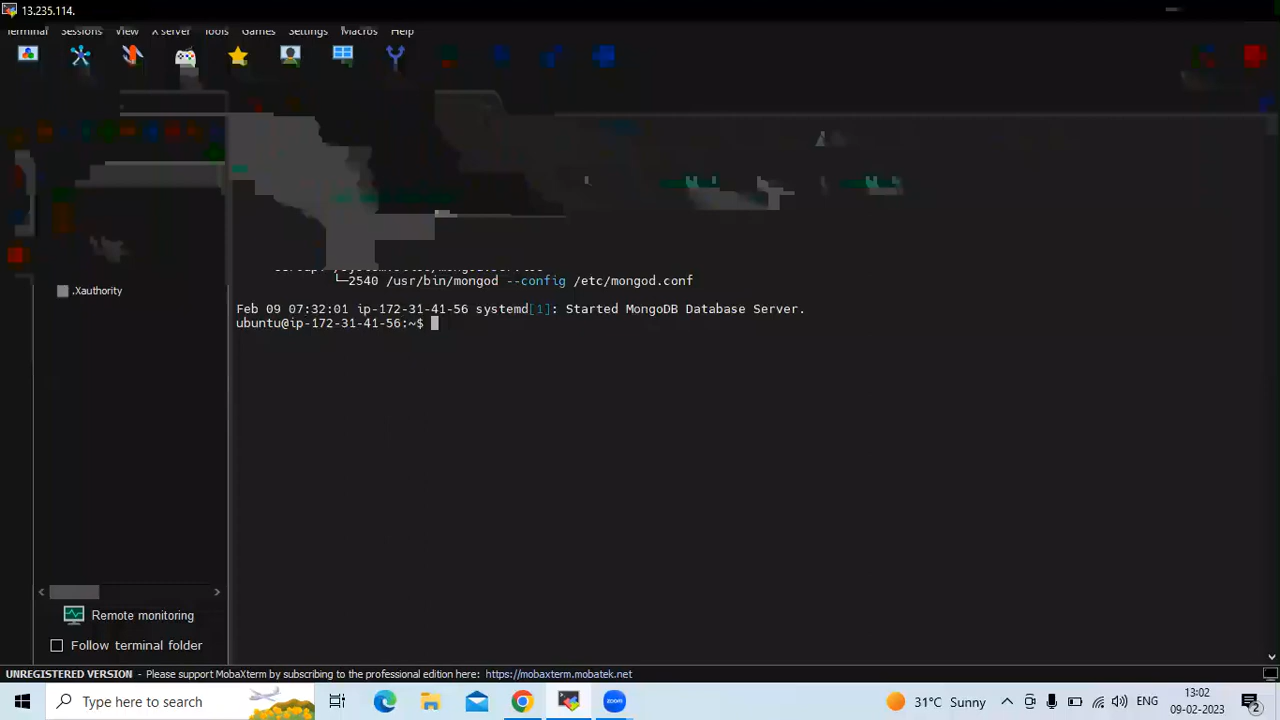 13.235.114.
Terminal Sessions View X server Tools Games Settings Macros Help
└─2540 /usr/bin/mongod --config /etc/mongod.conf
.Xauthority
Feb 09 07:32:01 ip-172-31-41-56 systemd[1]: Started MongoDB Database Server.
ubuntu@ip-172-31-41-56:~$
Remote monitoring
Follow terminal folder
UNREGISTERED VERSION - Please support MobaXterm by subscribing to the professional edition here: https://mobaxterm.mobatek.net
Type here to search
zoom
31°C Sunny
ENG
13:02
09-02-2023
2